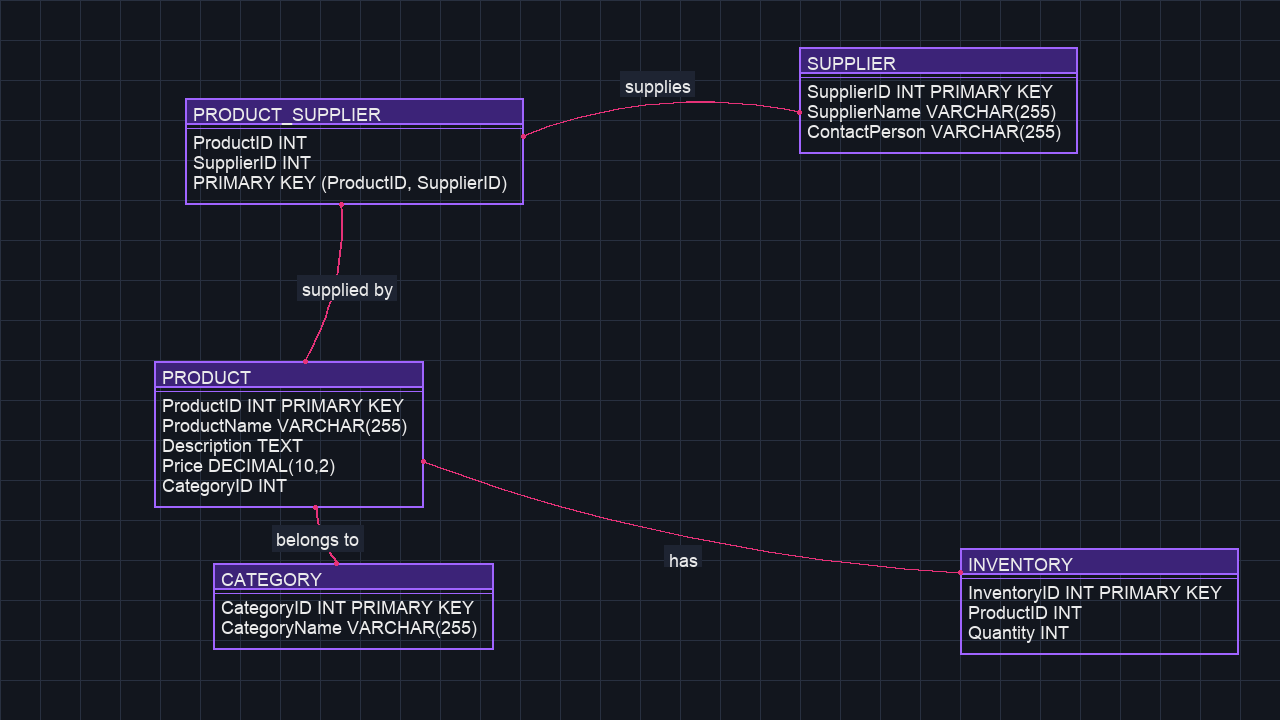 supplies
SUPPLIER
SupplierID INT PRIMARY KEY
SupplierName VARCHAR(255)
ContactPerson VARCHAR(255)
PRODUCT_SUPPLIER
ProductID INT
SupplierID INT
PRIMARY KEY (ProductID, SupplierID)
supplied by
PRODUCT
ProductID INT PRIMARY KEY
ProductName VARCHAR(255)
Description TEXT
Price DECIMAL(10,2)
CategoryID INT
belongs to
has
CATEGORY
CategoryID INT PRIMARY KEY
CategoryName VARCHAR(255)
INVENTORY
InventoryID INT PRIMARY KEY
ProductID INT
Quantity INT